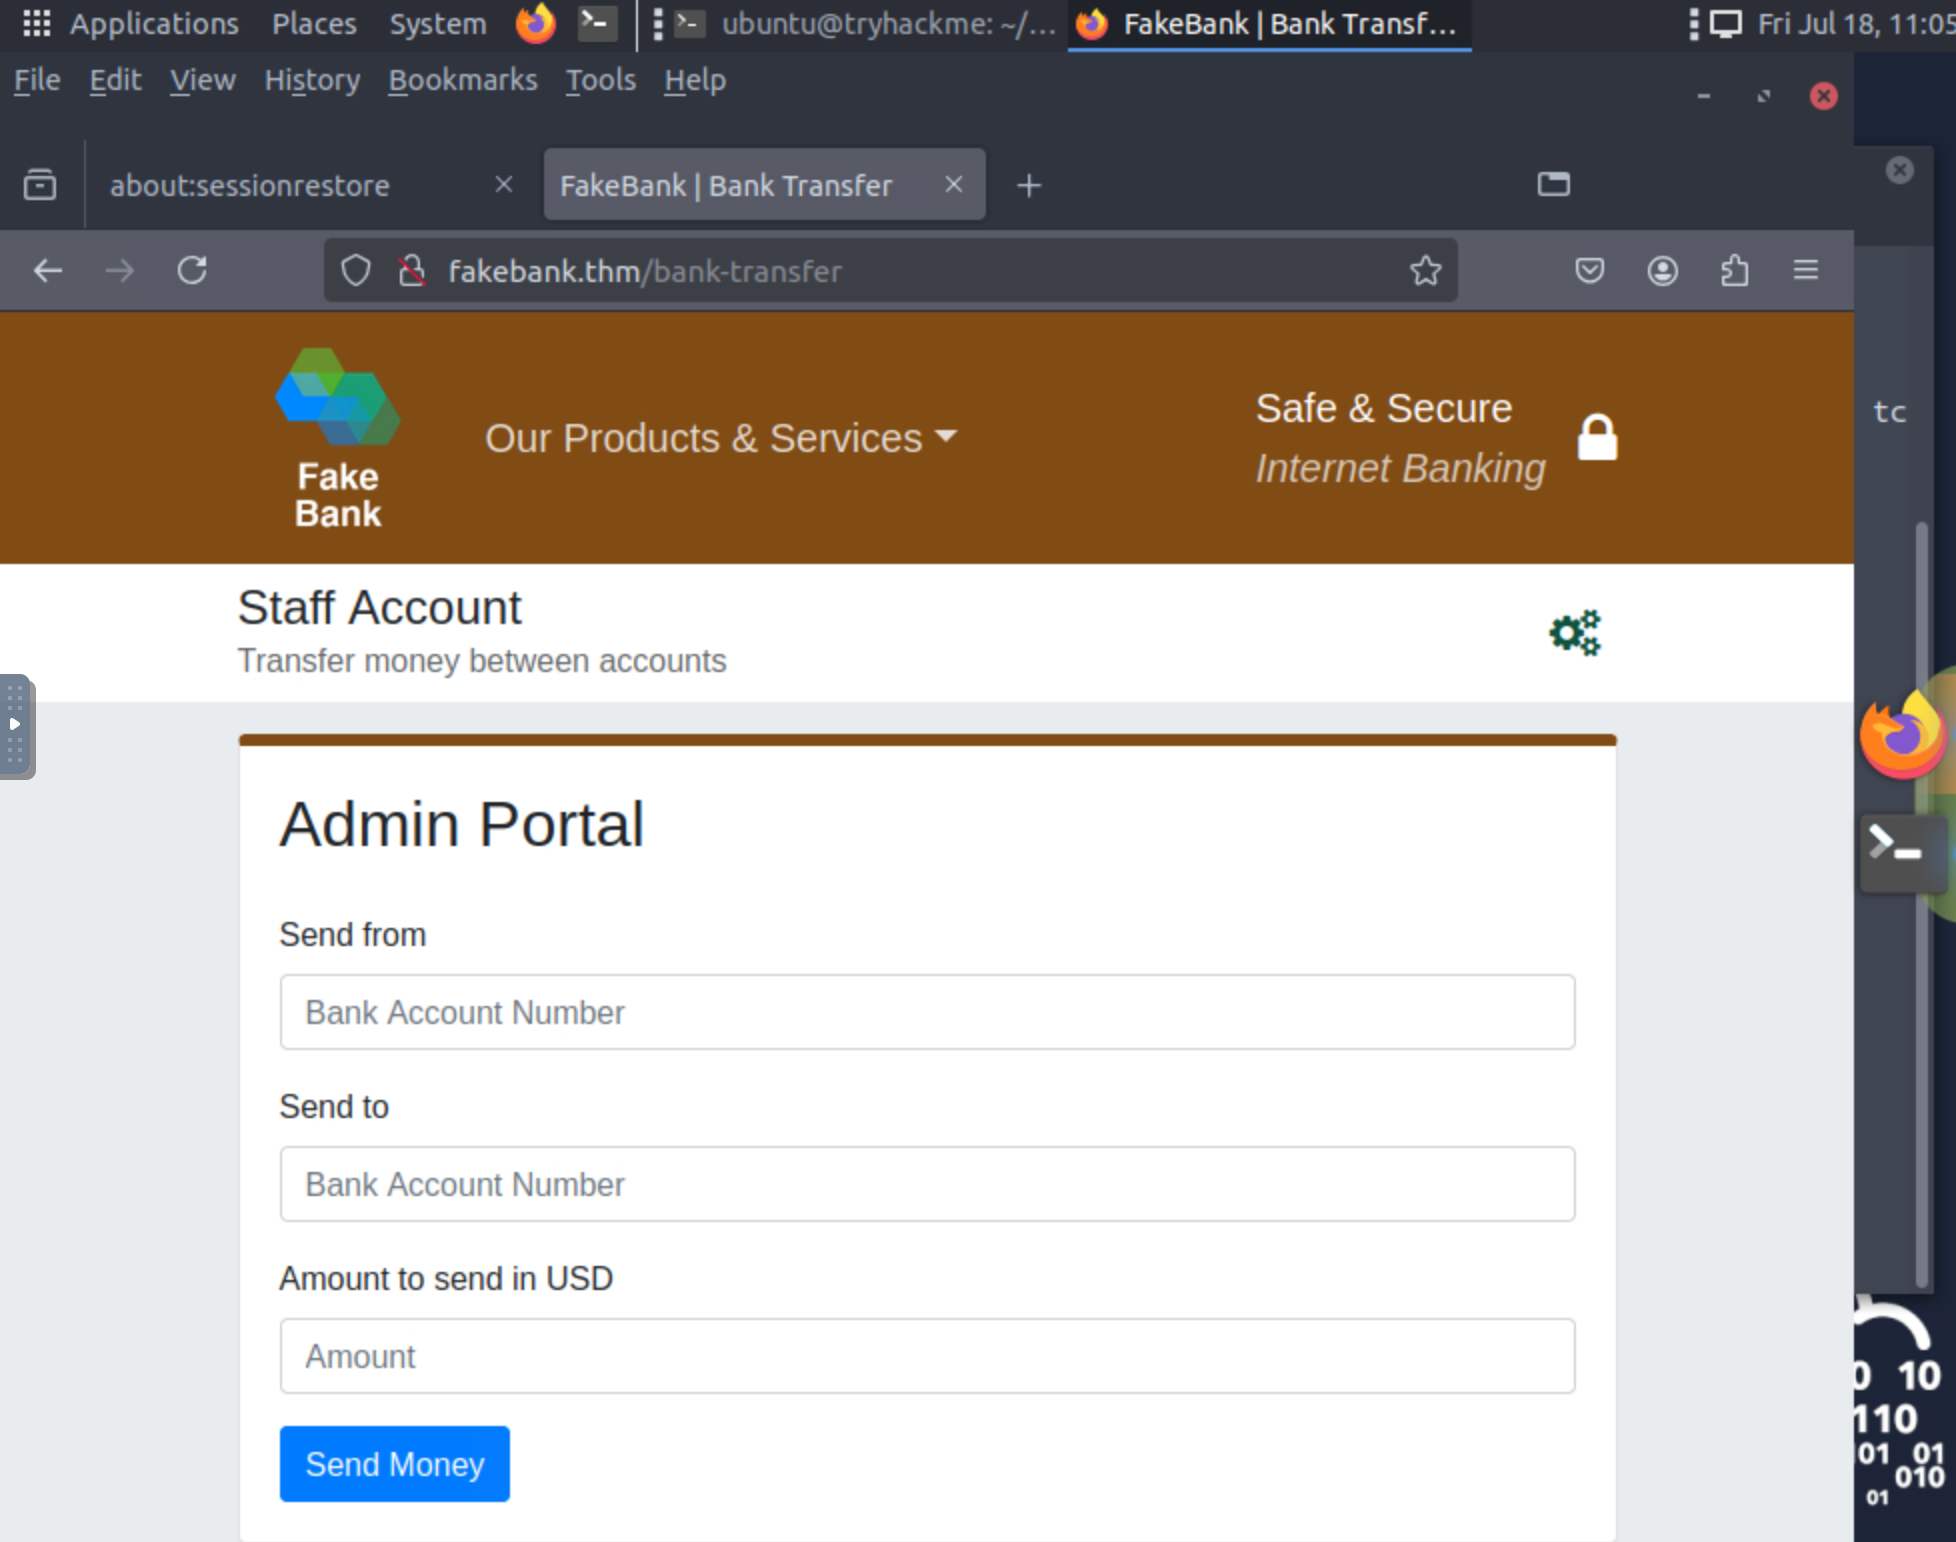 Applications Places System ubuntu@tryhackme: ~/... FakeBank | Bank Transf... Fri Jul 18, 11:05
File Edit View History Bookmarks Tools Help
about:sessionrestore FakeBank | Bank Transfer
fakebank.thm/bank-transfer
Fake
Bank
Our Products & Services
Safe & Secure
Internet Banking
tc
Staff Account
Transfer money between accounts
Admin Portal
Send from
Bank Account Number
Send to
Bank Account Number
Amount to send in USD
Amount
Send Money
0 10
110
01 01
010
01